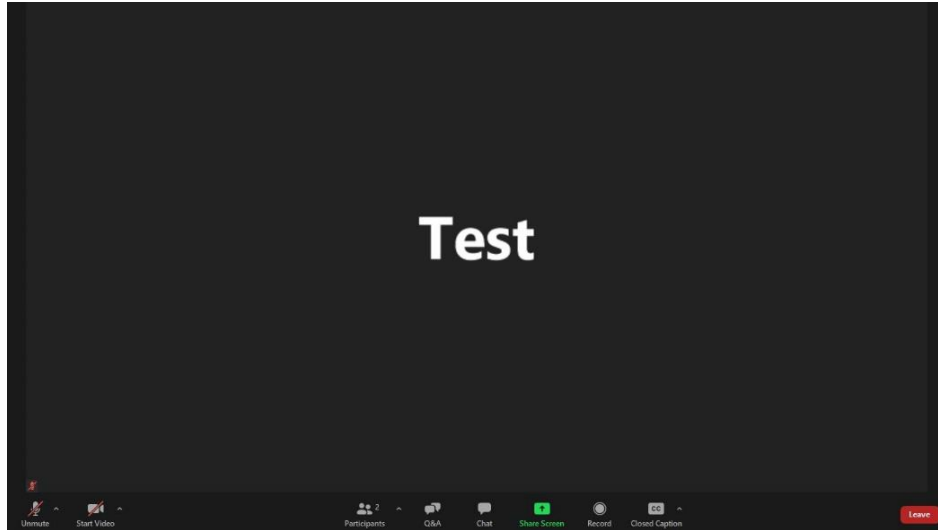 Test
Unmute
Start Video
2
Participants
Q&A
Chat
Share Screen
Record
CC
Closed Caption
Leave